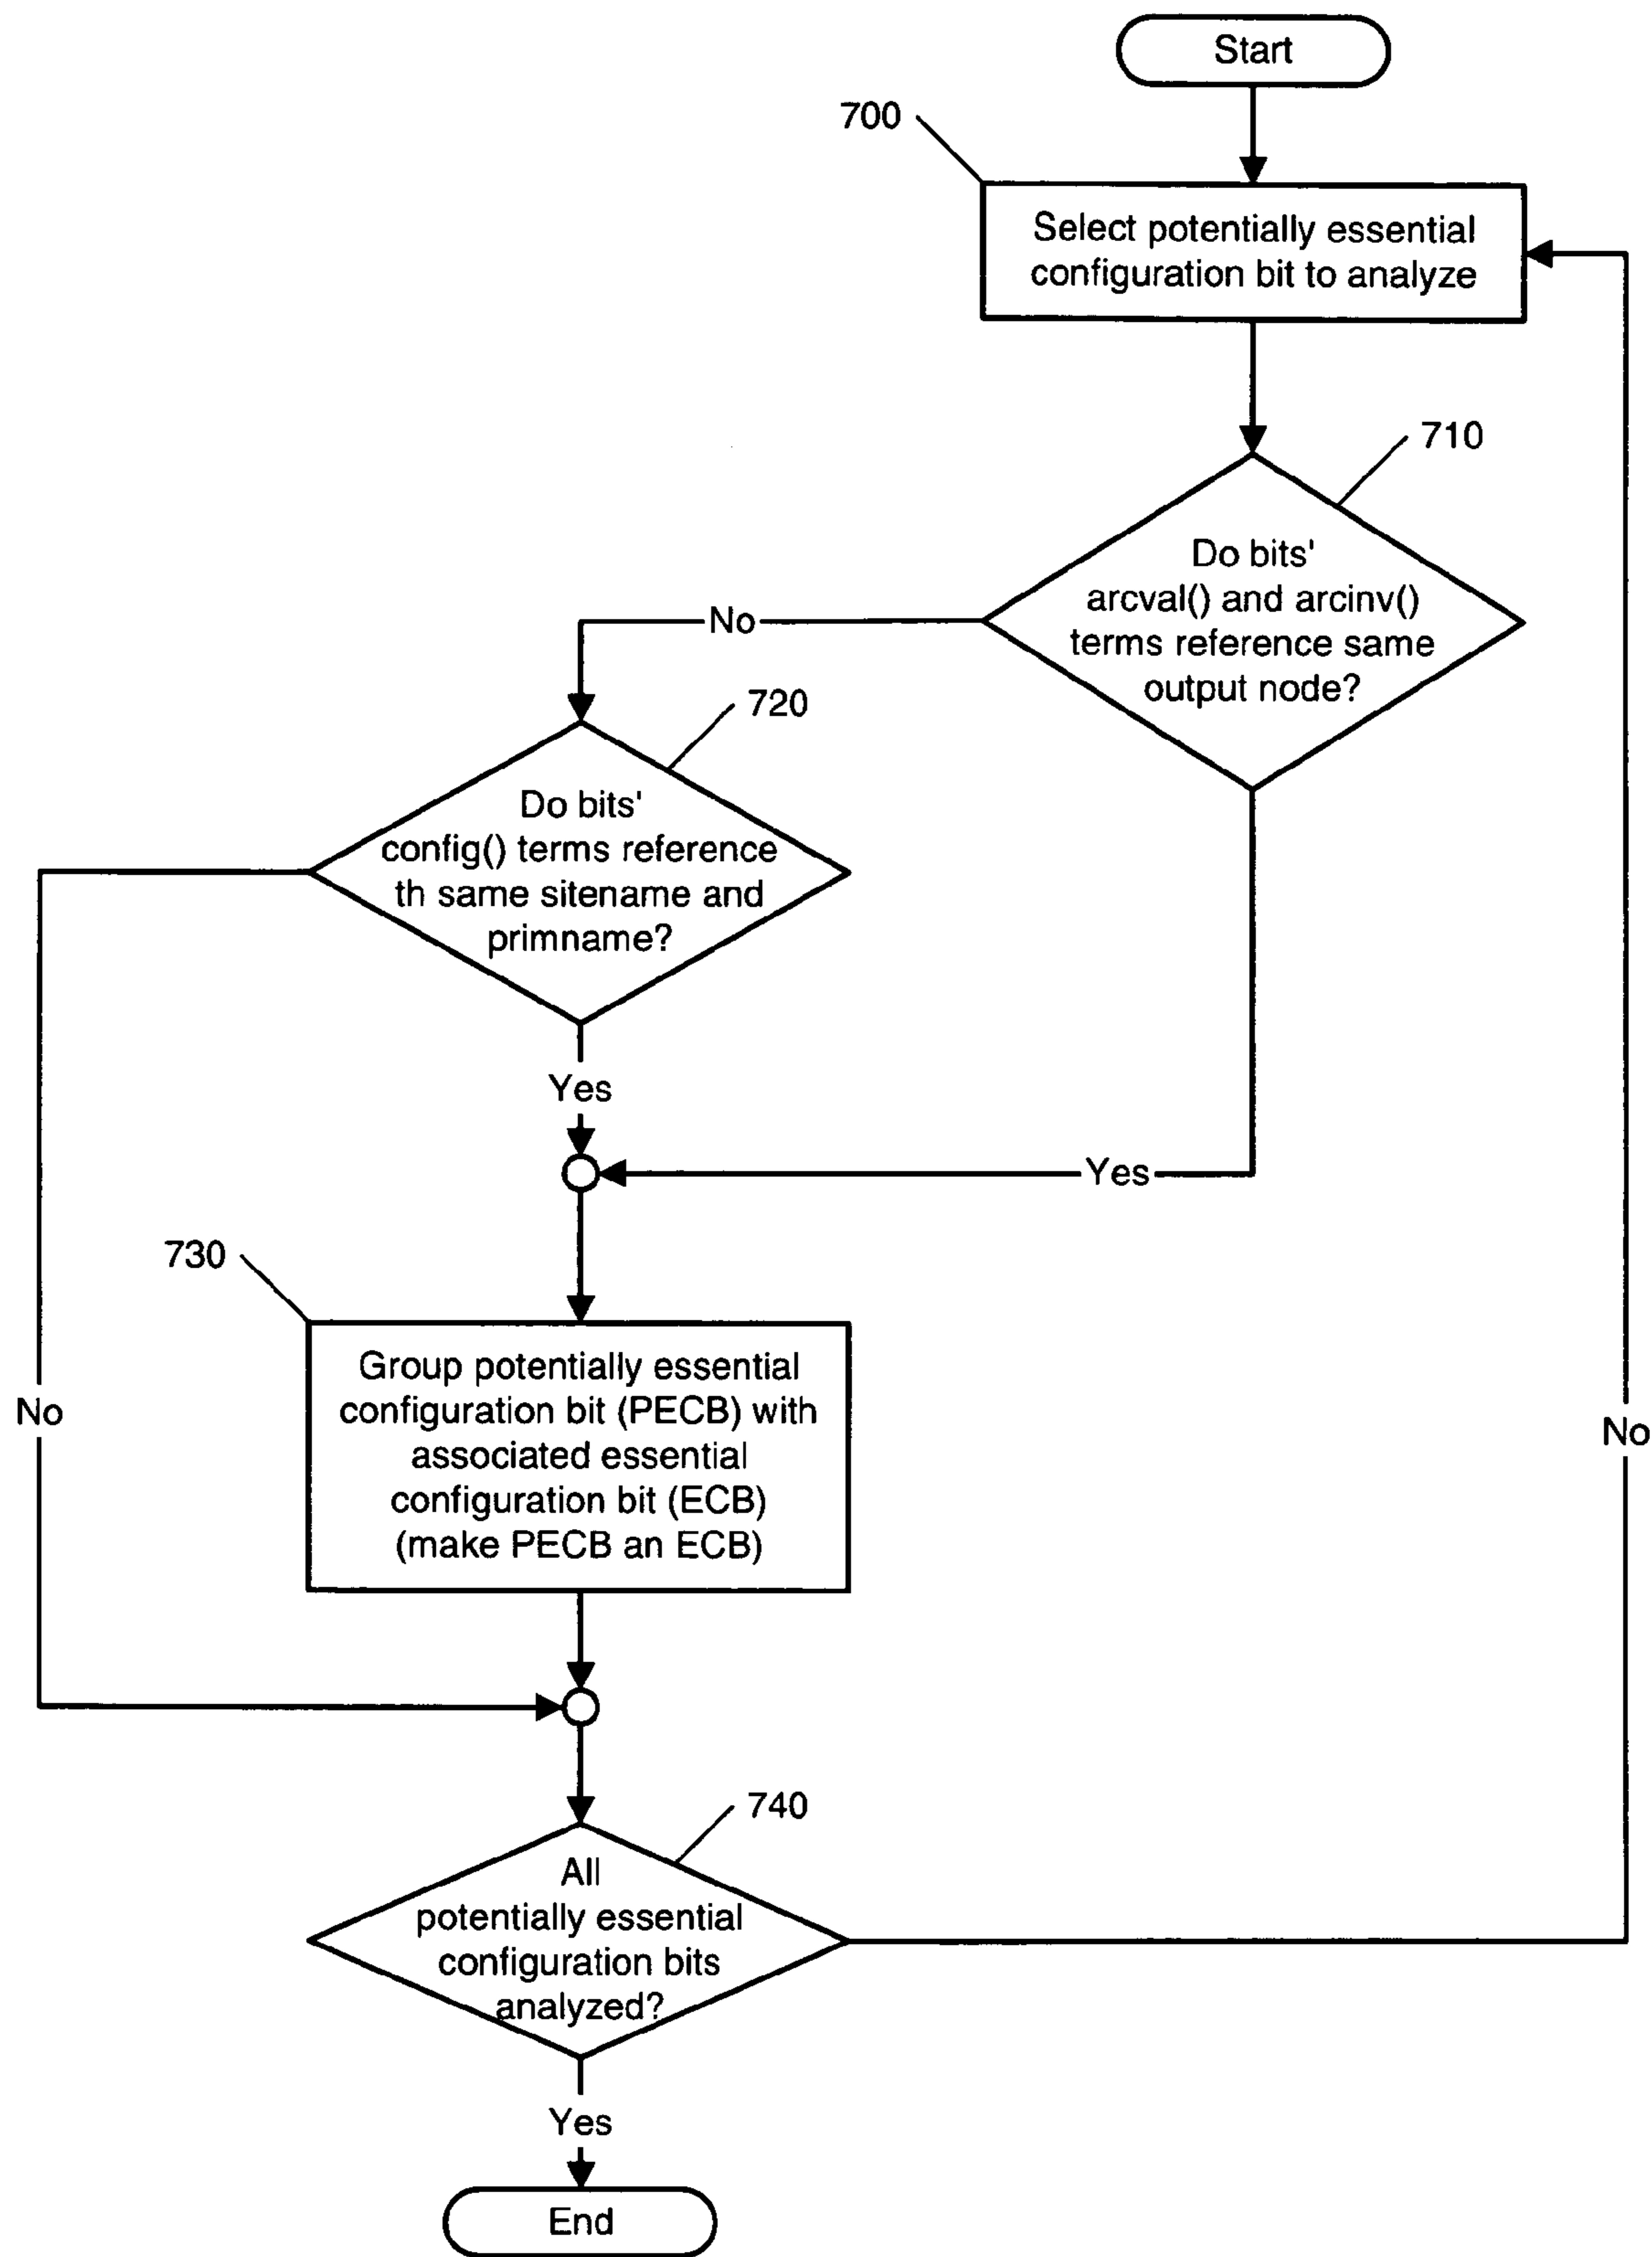 Start
700
Select potentially essential
configuration bit to analyze
710
Do bits'
arcval() and arcinv()
terms reference same
output node?
No
720
Do bits'
config() terms reference
th same sitename and
primname?
Yes
Yes
730
Group potentially essential
configuration bit (PECB) with
associated essential
configuration bit (ECB)
(make PECB an ECB)
No
No
740
All
potentially essential
configuration bits
analyzed?
Yes
End